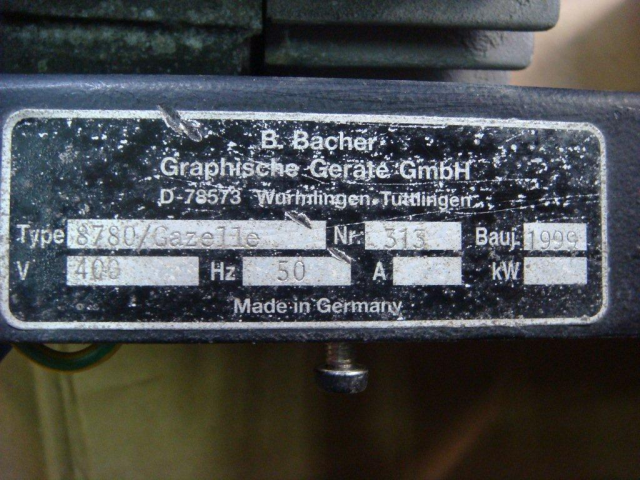 B. Bacher
Graphische Geräte GmbH
D-78573 Wurmlingen-Tuttlingen
Type 8780/Gazelle Nr. 313 Bauj. 1999
V 400 Hz 50 A kW
Made in Germany